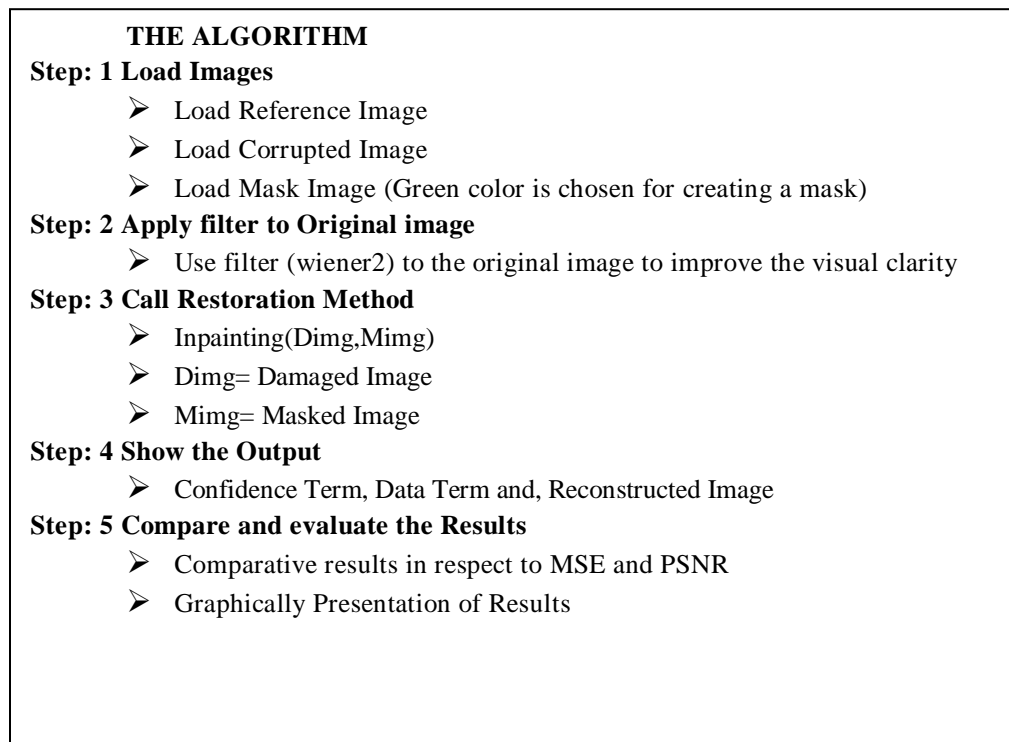 THE ALGORITHM
Step: 1 Load Images
➢ Load Reference Image
➢ Load Corrupted Image
➢ Load Mask Image (Green color is chosen for creating a mask)
Step: 2 Apply filter to Original image
➢ Use filter (wiener2) to the original image to improve the visual clarity
Step: 3 Call Restoration Method
➢ Inpainting(Dimg,Mimg)
➢ Dimg= Damaged Image
➢ Mimg= Masked Image
Step: 4 Show the Output
➢ Confidence Term, Data Term and, Reconstructed Image
Step: 5 Compare and evaluate the Results
➢ Comparative results in respect to MSE and PSNR
➢ Graphically Presentation of Results